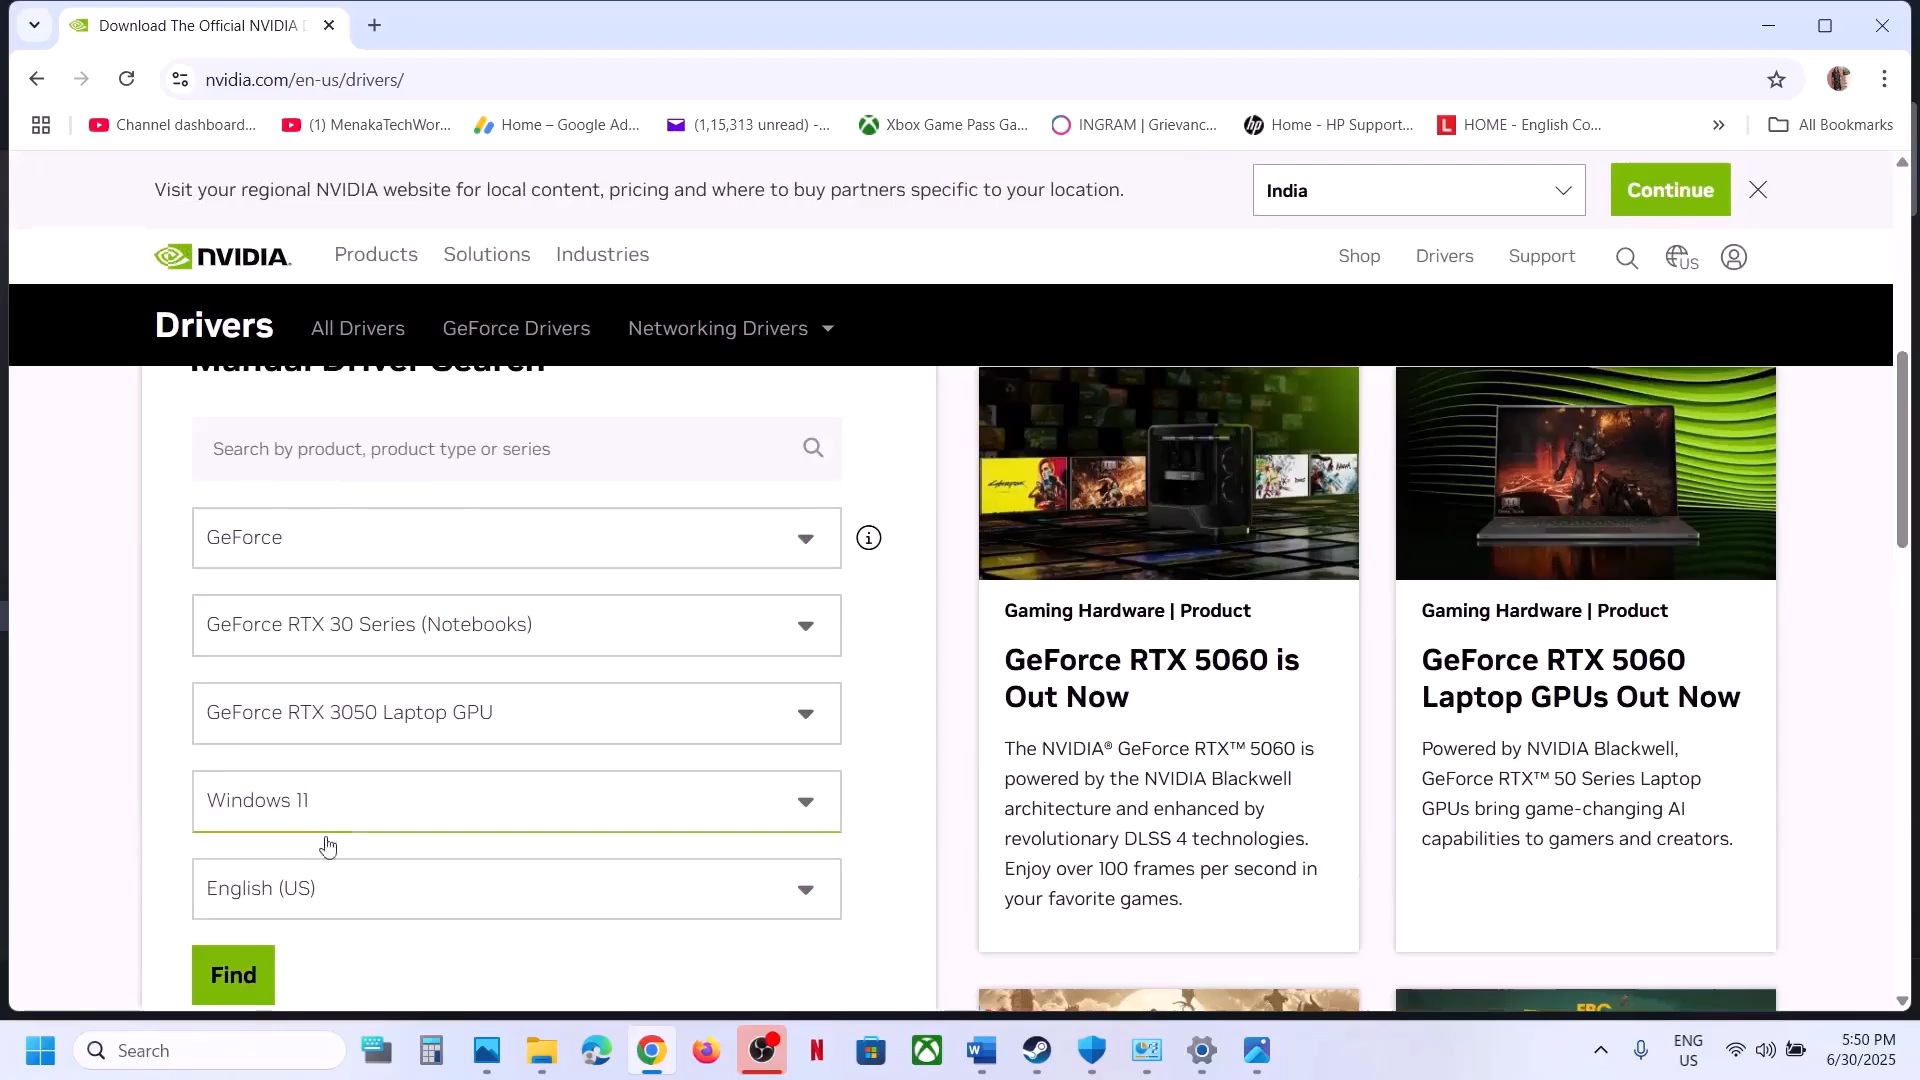 Download The Official NVIDIA
nvidia.com/en-us/drivers/
Channel dashboard...
(1) MenakaTechWor...
Home – Google Ad...
(1,15,313 unread) -...
Xbox Game Pass Ga...
INGRAM | Grievanc...
Home - HP Support...
HOME - English Co...
All Bookmarks
Visit your regional NVIDIA website for local content, pricing and where to buy partners specific to your location.
India
Continue
NVIDIA.
Products
Solutions
Industries
Shop
Drivers
Support
US
Drivers
All Drivers
GeForce Drivers
Networking Drivers
Manual Driver Search
Search by product, product type or series
GeForce
GeForce RTX 30 Series (Notebooks)
GeForce RTX 3050 Laptop GPU
Windows 11
English (US)
Find
Gaming Hardware | Product
GeForce RTX 5060 is
Out Now
The NVIDIA® GeForce RTX™ 5060 is
powered by the NVIDIA Blackwell
architecture and enhanced by
revolutionary DLSS 4 technologies.
Enjoy over 100 frames per second in
your favorite games.
Gaming Hardware | Product
GeForce RTX 5060
Laptop GPUs Out Now
Powered by NVIDIA Blackwell,
GeForce RTX™ 50 Series Laptop
GPUs bring game-changing AI
capabilities to gamers and creators.
Search
ENG
US
5:50 PM
6/30/2025